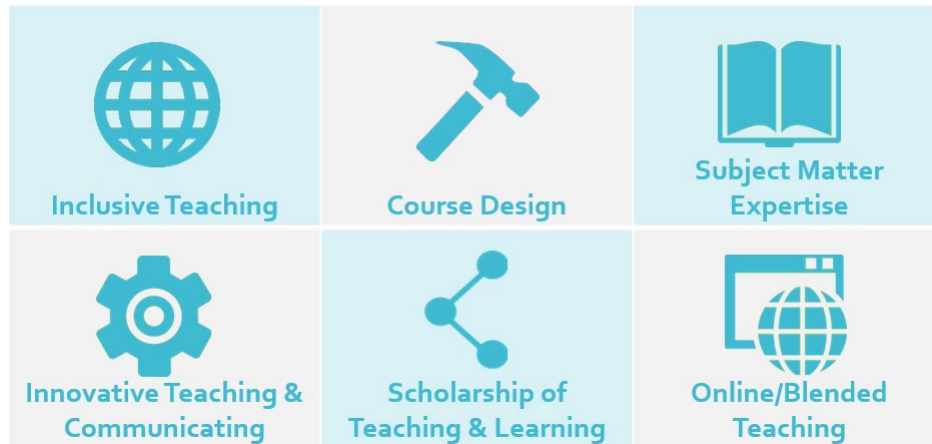 Inclusive Teaching
Course Design
Subject Matter
Expertise
Innovative Teaching &
Communicating
Scholarship of
Teaching & Learning
Online/Blended
Teaching